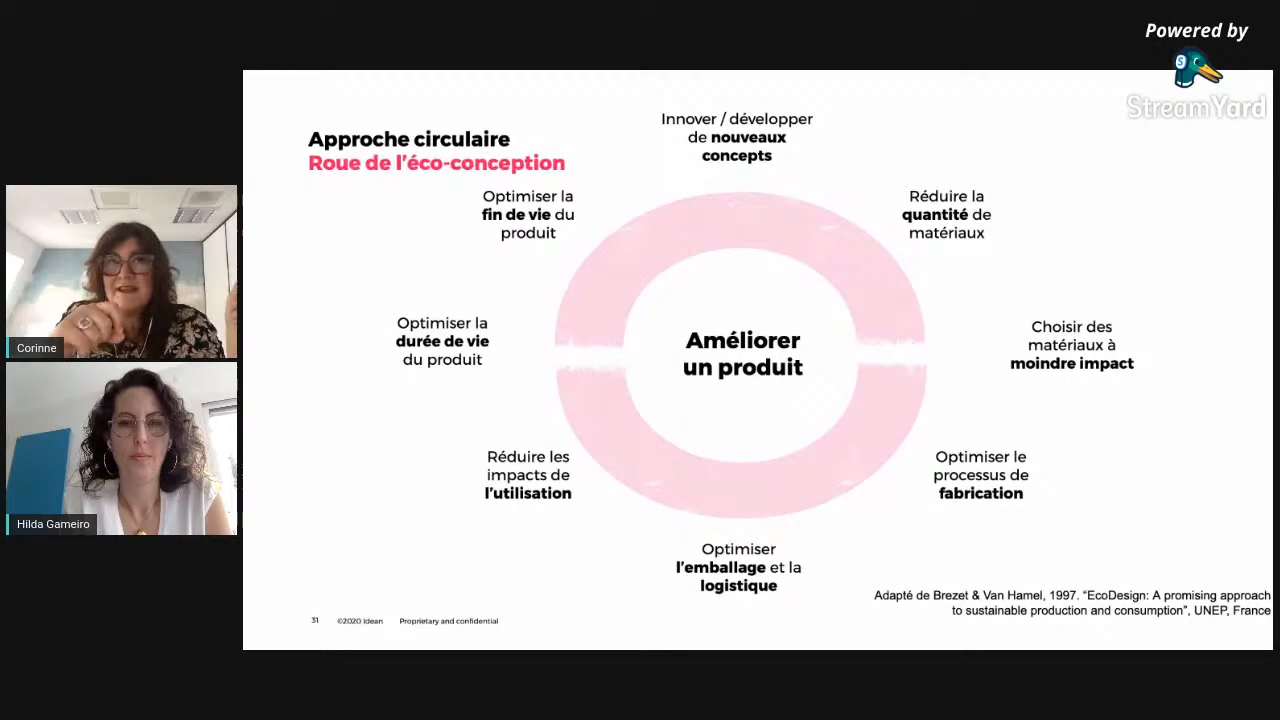 Powered by
StreamYard
Approche circulaire
Roue de l'éco-conception
Innover / développer
de nouveaux
concepts
Optimiser la
fin de vie du
produit
Réduire la
quantité de
matériaux
Optimiser la
durée de vie
du produit
Améliorer
un produit
Choisir des
matériaux à
moindre impact
Réduire les
impacts de
l'utilisation
Optimiser le
processus de
fabrication
Optimiser
l'emballage et la
logistique
Adapté de Brezet & Van Hamel, 1997. "EcoDesign: A promising approach
to sustainable production and consumption", UNEP, France
31 ©2020 Idean Proprietary and confidential
Corinne
Hilda Gameiro